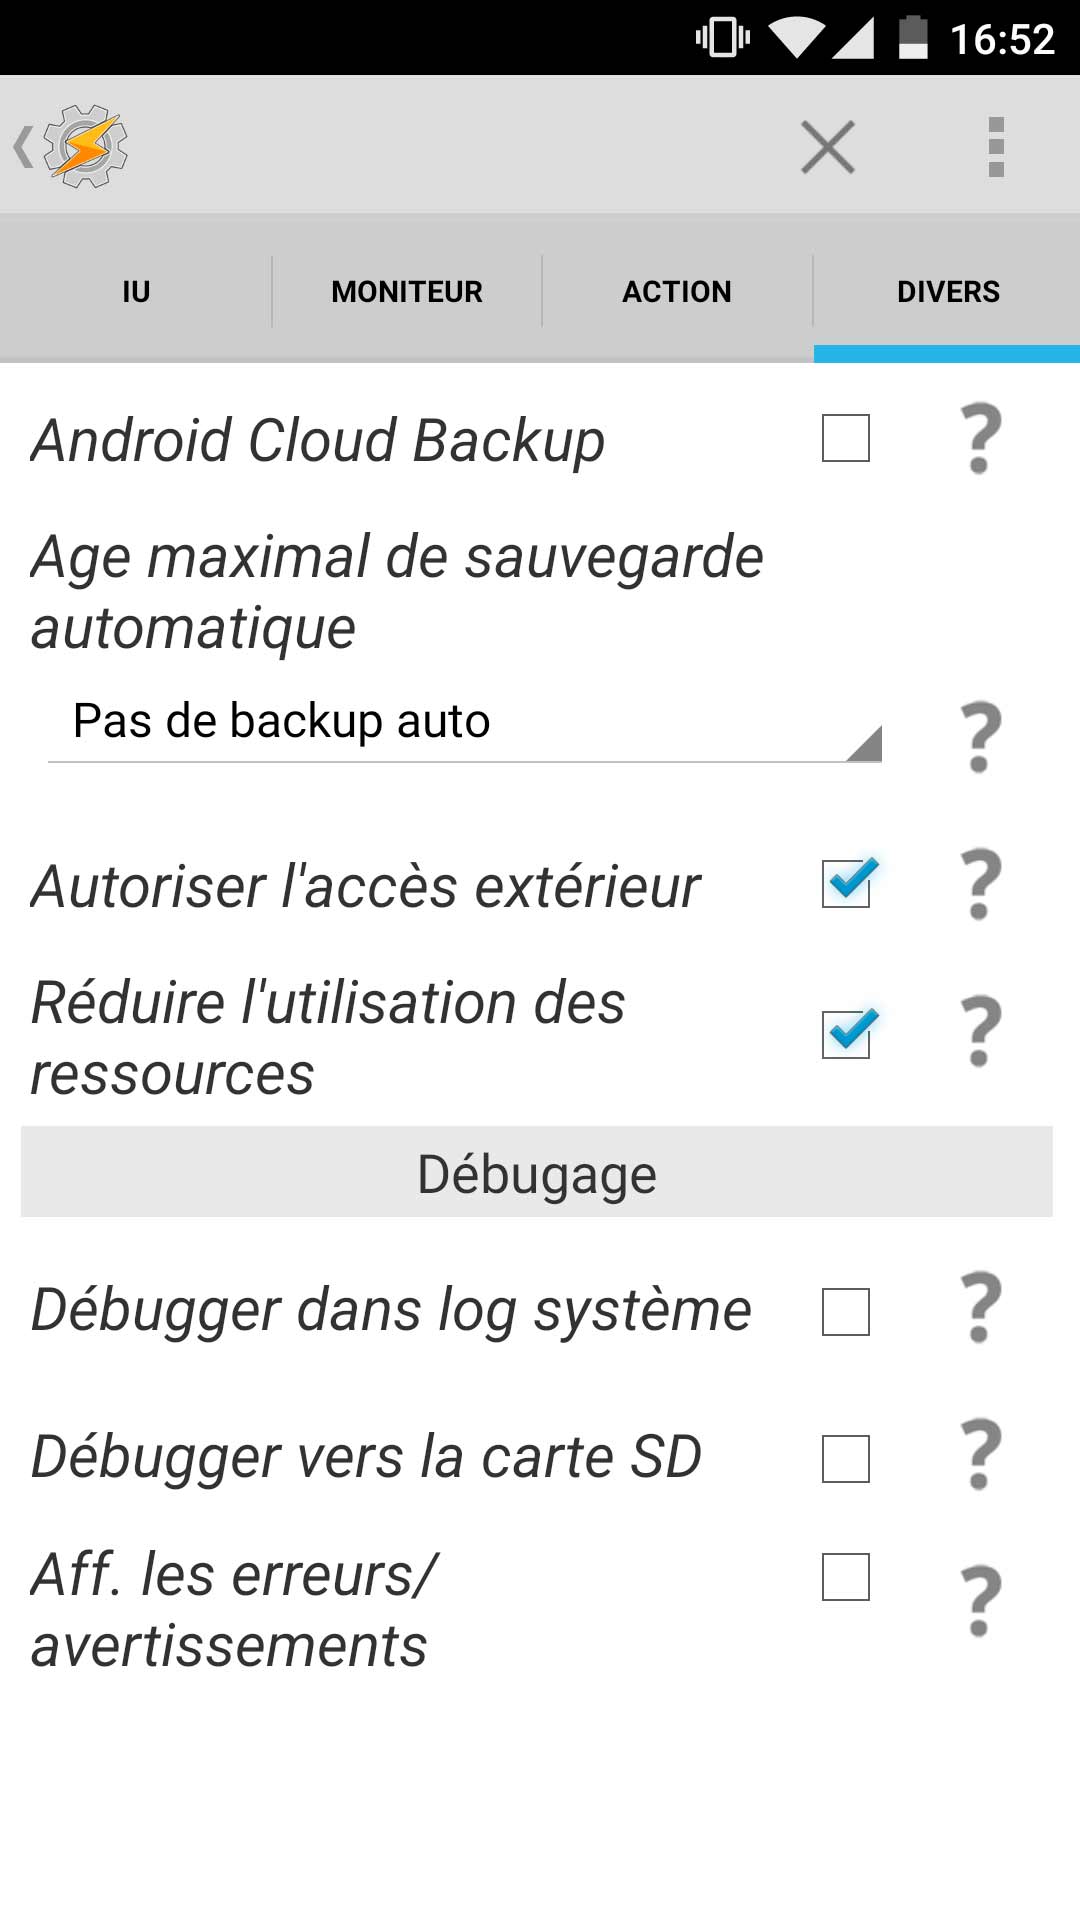 16:52
IU
MONITEUR
ACTION
DIVERS
Android Cloud Backup
?
Age maximal de sauvegarde
automatique
Pas de backup auto
?
Autoriser l'accès extérieur
?
Réduire l'utilisation des
ressources
?
Débugage
Débugger dans log système
?
Débugger vers la carte SD
?
Aff. les erreurs/
avertissements
?